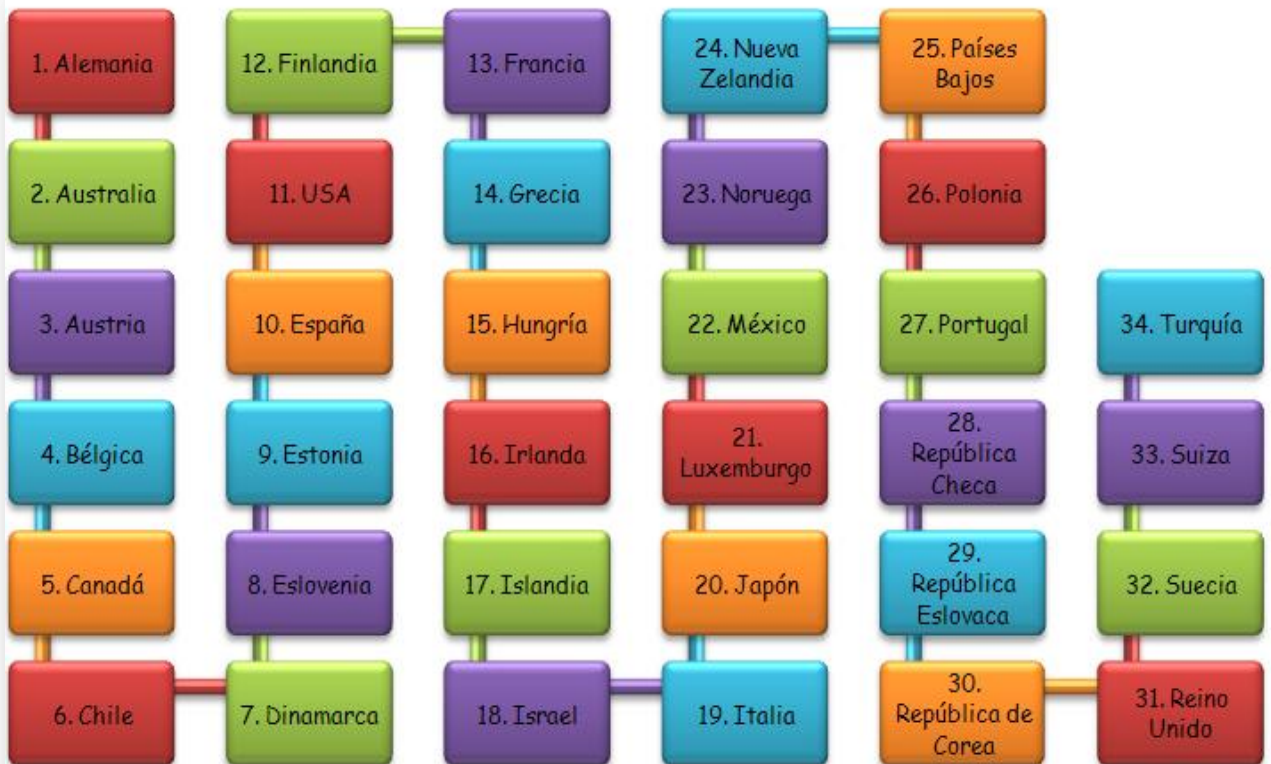 1. Alemania
2. Australia
3. Austria
4. Bélgica
5. Canadá
6. Chile
7. Dinamarca
8. Eslovenia
9. Estonia
10. España
11. USA
12. Finlandia
13. Francia
14. Grecia
15. Hungría
16. Irlanda
17. Islandia
18. Israel
19. Italia
20. Japón
21.
Luxemburgo
22. México
23. Noruega
24. Nueva
Zelandia
25. Países
Bajos
26. Polonia
27. Portugal
28.
República
Checa
29.
República
Eslovaca
30.
República de
Corea
31. Reino
Unido
32. Suecia
33. Suiza
34. Turquía